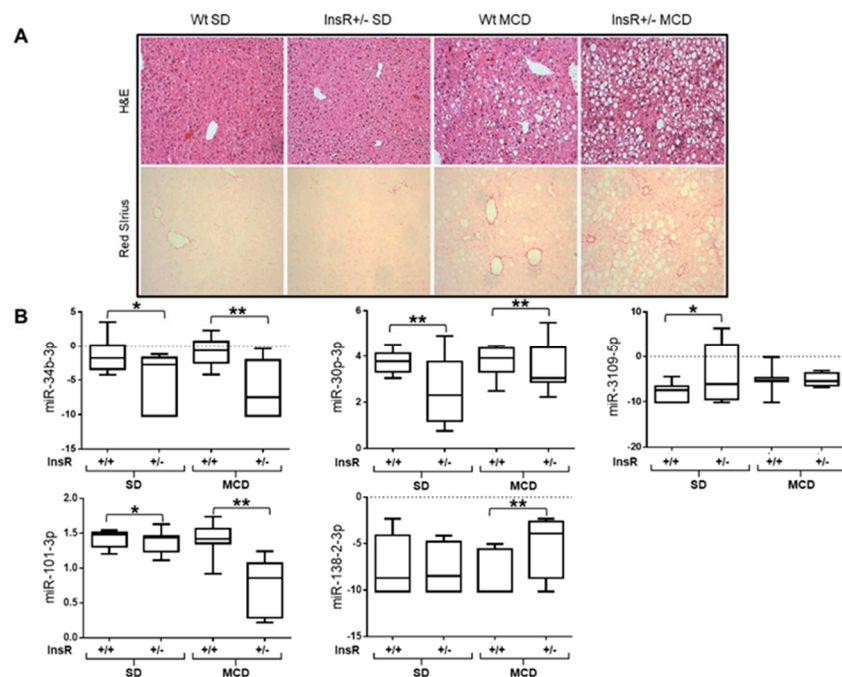 Wt SD InsR+/- SD Wt MCD InsR+/- MCD
A
H&E
Red SIrius
B
miR-34b-3p
5
0
-5
-10
-15
*
**
InsR +/+ +/- +/+ +/-
SD MCD
miR-30p-3p
6
4
2
0
**
**
InsR +/+ +/- +/+ +/-
SD MCD
miR-3109-5p
10
0
-10
-20
*
InsR +/+ +/- +/+ +/-
SD MCD
miR-101-3p
2.0
1.5
1.0
0.5
0.0
*
**
InsR +/+ +/- +/+ +/-
SD MCD
miR-138-2-3p
0
-5
-10
-15
**
InsR +/+ +/- +/+ +/-
SD MCD